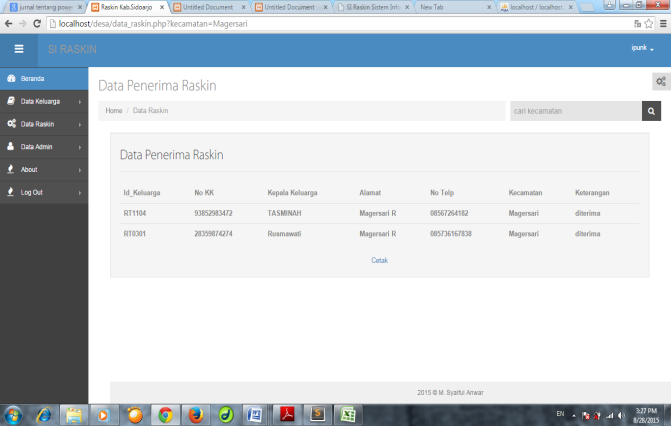 jurnal tentang powe
Raskin Kab.Sidoarjo
Untitled Document
Untitled Document
SI Raskin Sistem Inf
New Tab
localhost / localhost
localhost/desa/data_raskin.php?kecamatan=Magersari
SI RASKIN
ipunk
Beranda
Data Keluarga
Data Raskin
Data Admin
About
Log Out
Data Penerima Raskin
Home / Data Raskin
cari kecamatan
Data Penerima Raskin
Id_Keluarga No KK Kepala Keluarga Alamat No Telp Kecamatan Keterangan
RT1104 93852983472 TASMINAH Magersari R 08567264182 Magersari diterima
RT0301 28359874274 Rusmawati Magersari R 085736167838 Magersari diterima
Cetak
2015 © M. Syaiful Anwar
EN
3:27 PM
8/28/2015